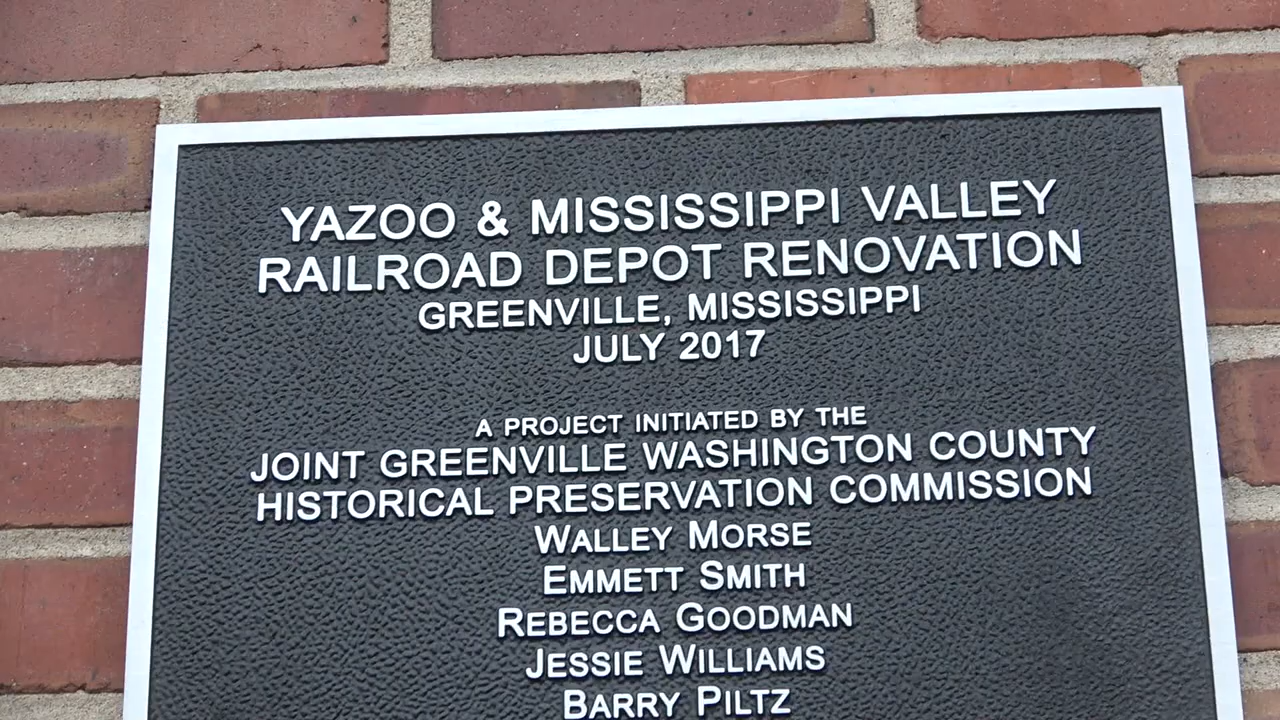 YAZOO & MISSISSIPPI VALLEY
RAILROAD DEPOT RENOVATION
GREENVILLE, MISSISSIPPI
JULY 2017
A PROJECT INITIATED BY THE
JOINT GREENVILLE WASHINGTON COUNTY
HISTORICAL PRESERVATION COMMISSION
WALLEY MORSE
EMMETT SMITH
REBECCA GOODMAN
JESSIE WILLIAMS
BARRY PILTZ